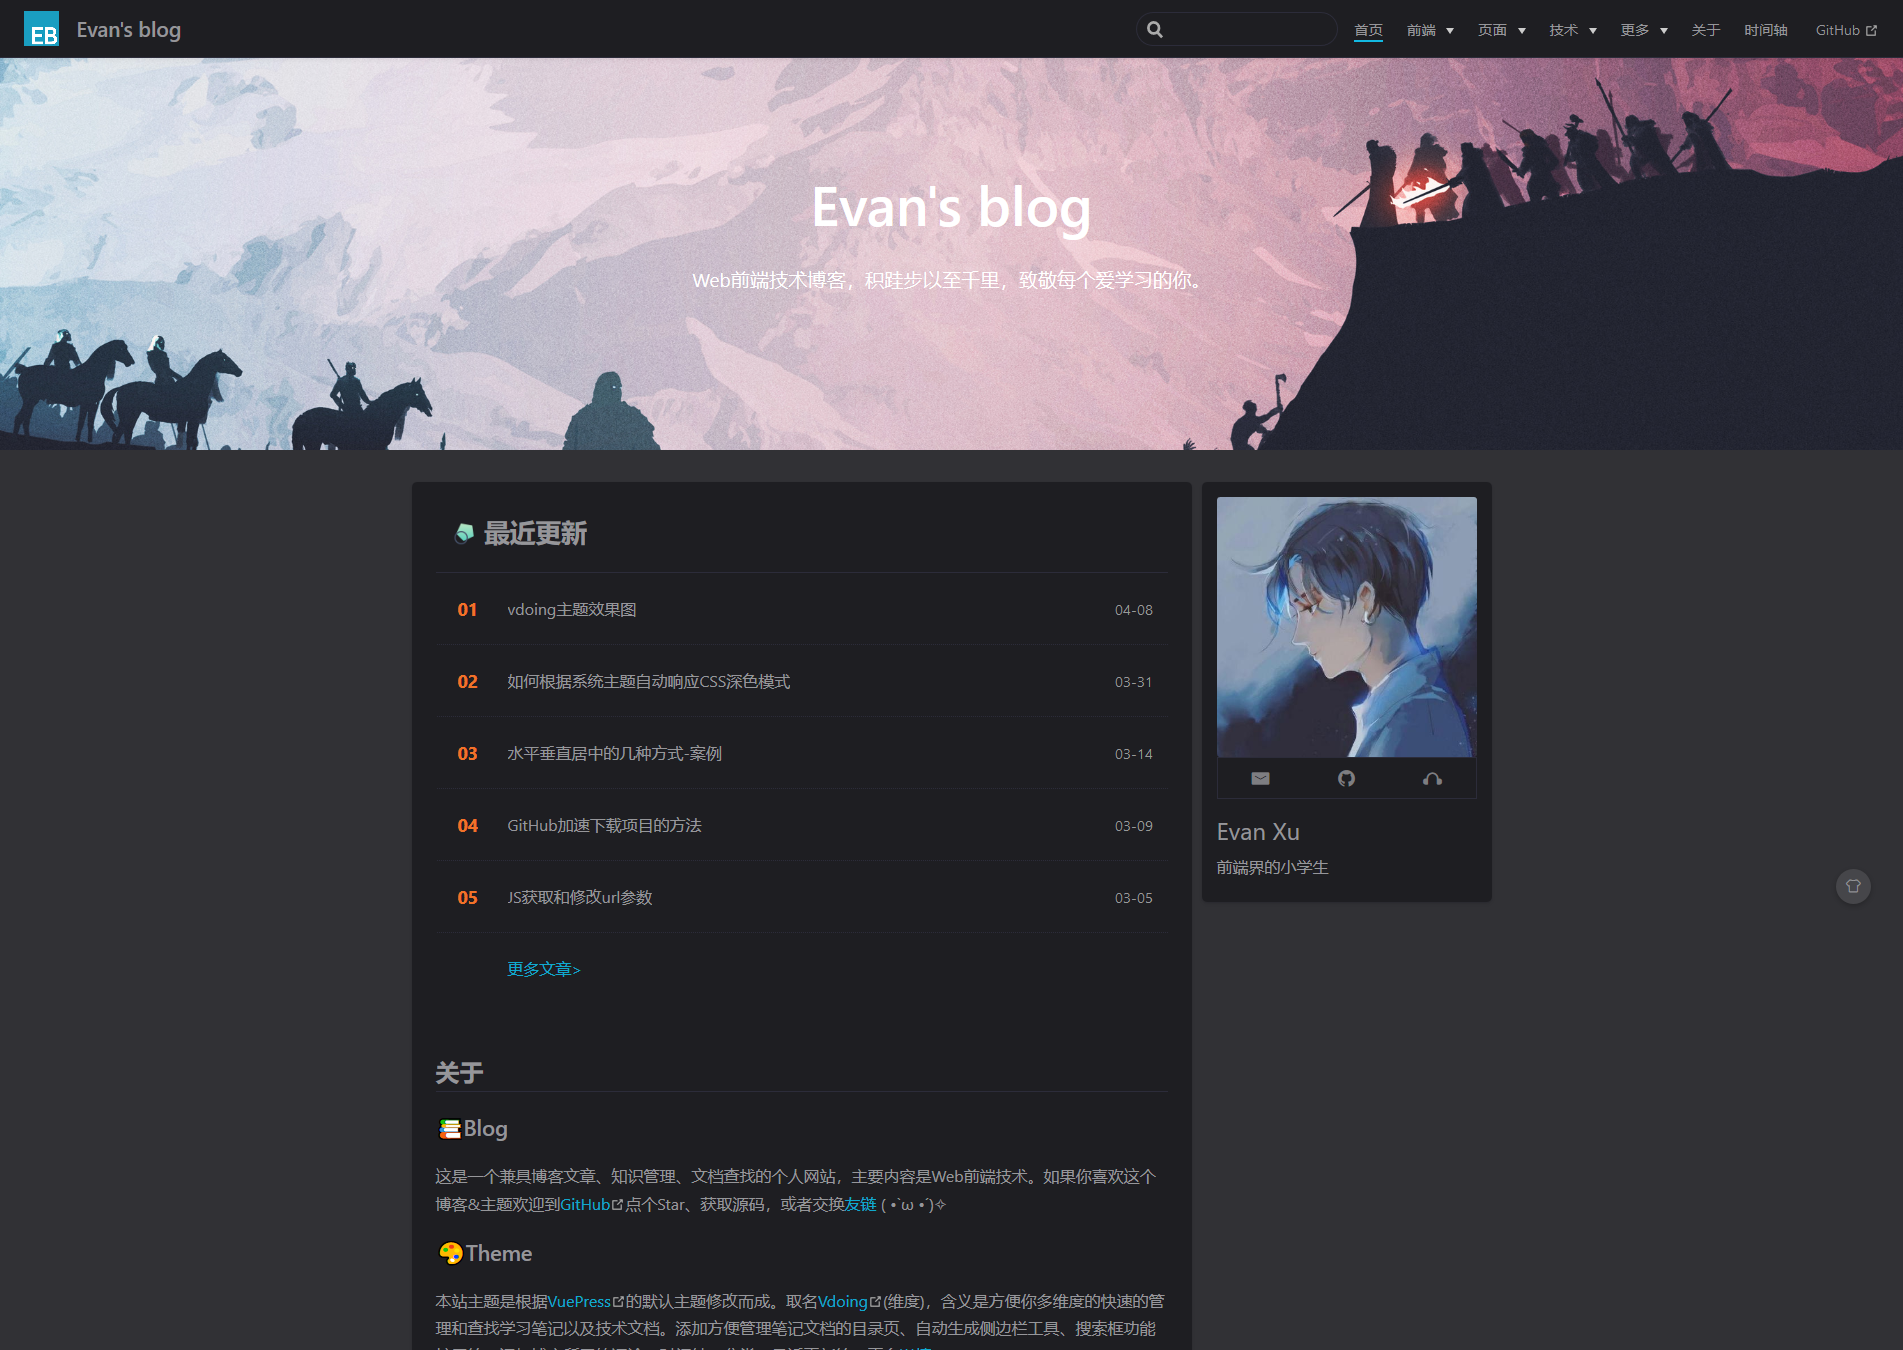 EB Evan's blog
首页 前端 页面 技术 更多 关于 时间轴 GitHub
Evan's blog
Web前端技术博客，积跬步以至千里，致敬每个爱学习的你。
最近更新
01 vdoing主题效果图 04-08
02 如何根据系统主题自动响应CSS深色模式 03-31
03 水平垂直居中的几种方式-案例 03-14
04 GitHub加速下载项目的方法 03-09
05 JS获取和修改url参数 03-05
更多文章>
Evan Xu
前端界的小学生
关于
📚Blog
这是一个兼具博客文章、知识管理、文档查找的个人网站，主要内容是Web前端技术。如果你喜欢这个
博客&主题欢迎到GitHub点个Star、获取源码，或者交换友链 ( •̀ ω •́ )✧
🎨Theme
本站主题是根据VuePress的默认主题修改而成。取名Vdoing(维度)，含义是方便你多维度的快速的管
理和查找学习笔记以及技术文档。添加方便管理笔记文档的目录页、自动生成侧边栏工具、搜索框功能